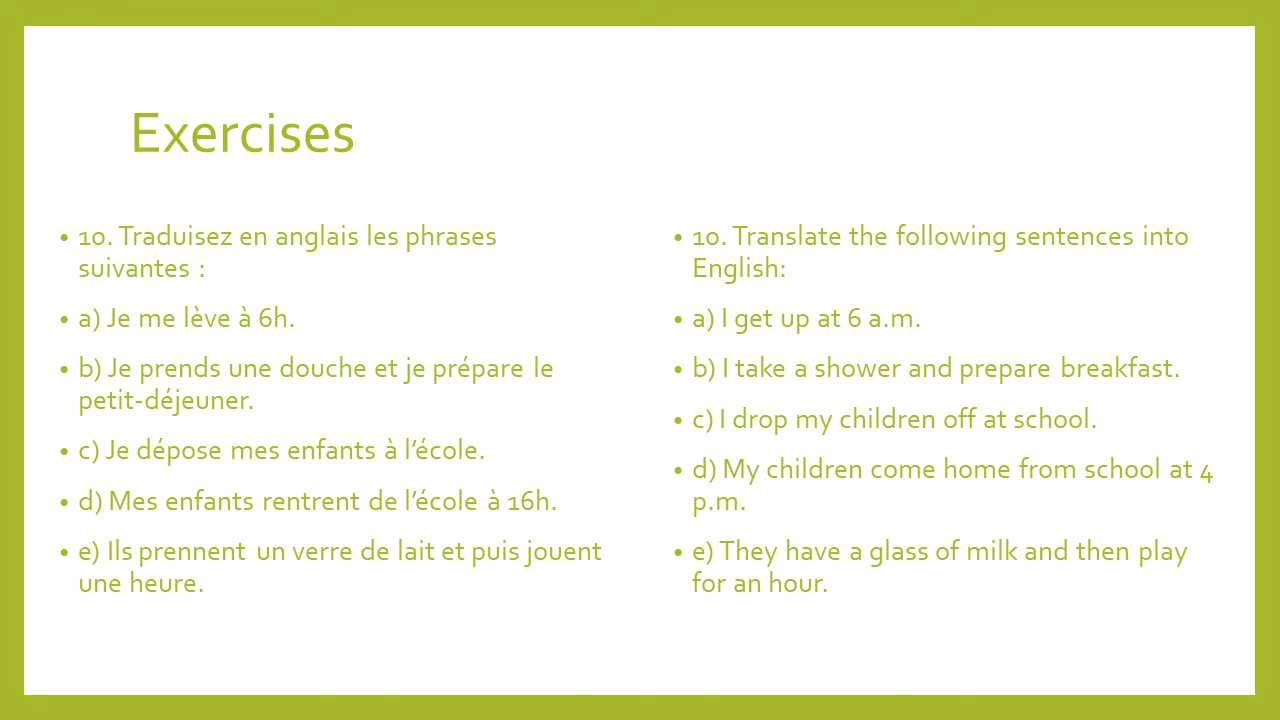 Exercises
• 10. Traduisez en anglais les phrases
suivantes :
• a) Je me lève à 6h.
• b) Je prends une douche et je prépare le
petit-déjeuner.
• c) Je dépose mes enfants à l’école.
• d) Mes enfants rentrent de l’école à 16h.
• e) Ils prennent un verre de lait et puis jouent
une heure.
• 10. Translate the following sentences into
English:
• a) I get up at 6 a.m.
• b) I take a shower and prepare breakfast.
• c) I drop my children off at school.
• d) My children come home from school at 4
p.m.
• e) They have a glass of milk and then play
for an hour.